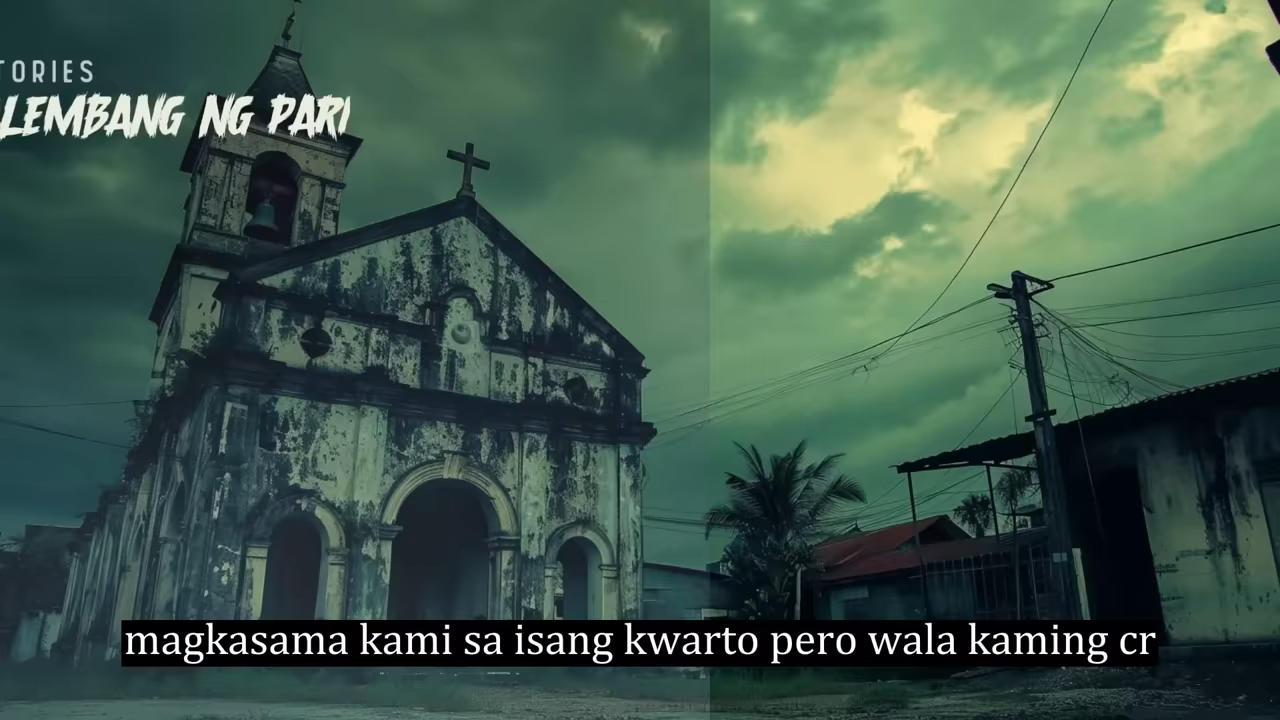 TORIES
LEMBANG NG PARI
magkasama kami sa isang kwarto pero wala kaming cr